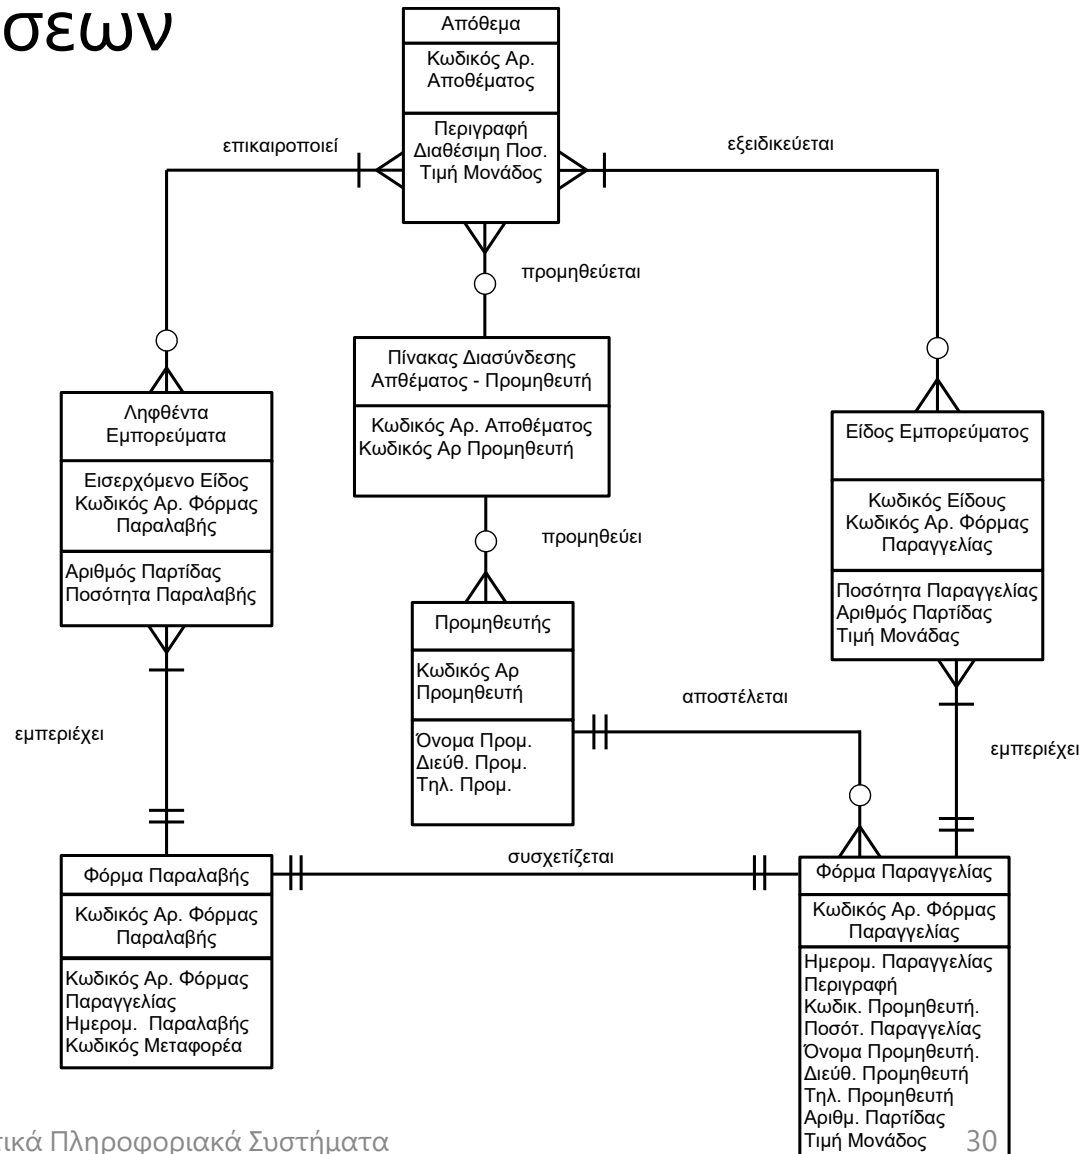 σεων
Απόθεμα
Κωδικός Αρ.
Αποθέματος
Περιγραφή
Διαθέσιμη Ποσ.
Τιμή Μονάδος
επικαιροποιεί
εξειδικεύεται
προμηθεύεται
Πίνακας Διασύνδεσης
Απθέματος - Προμηθευτή
Κωδικός Αρ. Αποθέματος
Κωδικός Αρ Προμηθευτή
Ληφθέντα
Εμπορεύματα
Εισερχόμενο Είδος
Κωδικός Αρ. Φόρμας
Παραλαβής
Αριθμός Παρτίδας
Ποσότητα Παραλαβής
Είδος Εμπορεύματος
Κωδικός Είδους
Κωδικός Αρ. Φόρμας
Παραγγελίας
Ποσότητα Παραγγελίας
Αριθμός Παρτίδας
Τιμή Μονάδας
προμηθεύει
Προμηθευτής
Κωδικός Αρ
Προμηθευτή
Όνομα Προμ.
Διεύθ. Προμ.
Τηλ. Προμ.
αποστέλεται
εμπεριέχει
εμπεριέχει
συσχετίζεται
Φόρμα Παραλαβής
Κωδικός Αρ. Φόρμας
Παραλαβής
Κωδικός Αρ. Φόρμας
Παραγγελίας
Ημερομ. Παραλαβής
Κωδικός Μεταφορέα
Φόρμα Παραγγελίας
Κωδικός Αρ. Φόρμας
Παραγγελίας
Ημερομ. Παραγγελίας
Περιγραφή
Κωδικ. Προμηθευτή.
Ποσότ. Παραγγελίας
Όνομα Προμηθευτή.
Διεύθ. Προμηθευτή
Τηλ. Προμηθευτή
Αριθμ. Παρτίδας
Τιμή Μονάδος
τικά Πληροφοριακά Συστήματα
30